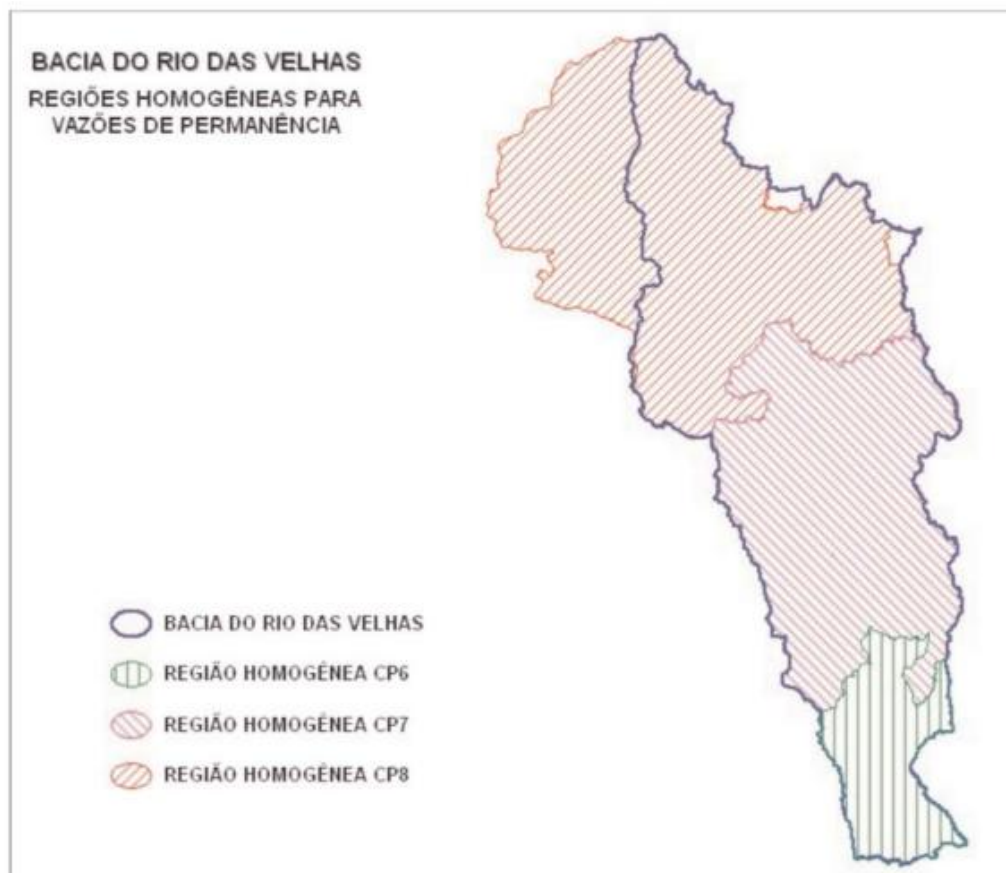 BACIA DO RIO DAS VELHAS
REGIÕES HOMOGÊNEAS PARA
VAZÕES DE PERMANÊNCIA
BACIA DO RIO DAS VELHAS
REGIÃO HOMOGÊNEA CP6
REGIÃO HOMOGÊNEA CP7
REGIÃO HOMOGÊNEA CP8